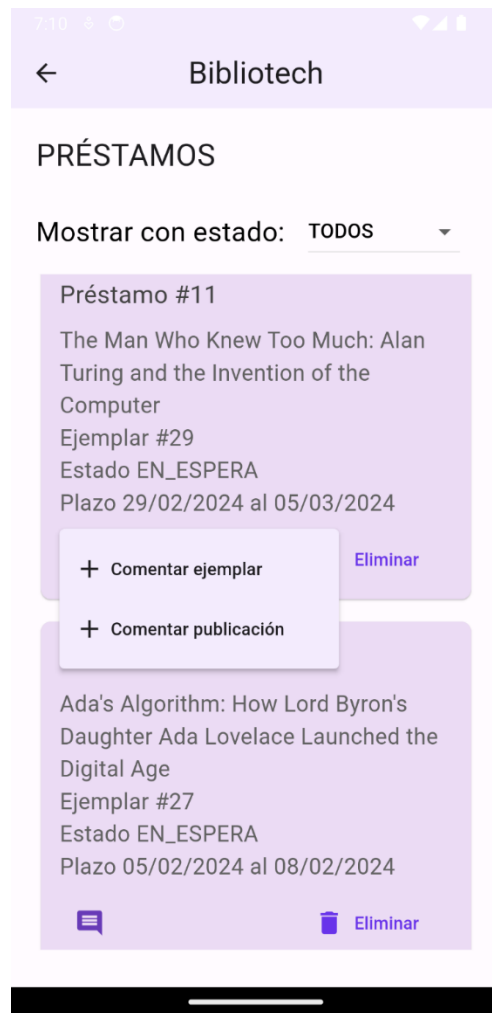 7:10
Bibliotech
PRÉSTAMOS
Mostrar con estado: TODOS
Préstamo #11
The Man Who Knew Too Much: Alan
Turing and the Invention of the
Computer
Ejemplar #29
Estado EN_ESPERA
Plazo 29/02/2024 al 05/03/2024
Eliminar
+ Comentar ejemplar
+ Comentar publicación
Ada's Algorithm: How Lord Byron's
Daughter Ada Lovelace Launched the
Digital Age
Ejemplar #27
Estado EN_ESPERA
Plazo 05/02/2024 al 08/02/2024
Eliminar